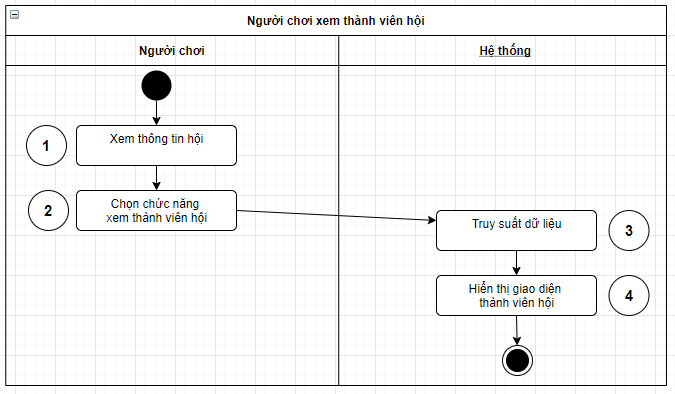 Người chơi xem thành viên hội
Người chơi
Hệ thống
1
Xem thông tin hội
2
Chọn chức năng
xem thành viên hội
Truy suất dữ liệu
3
Hiển thị giao diện
thành viên hội
4